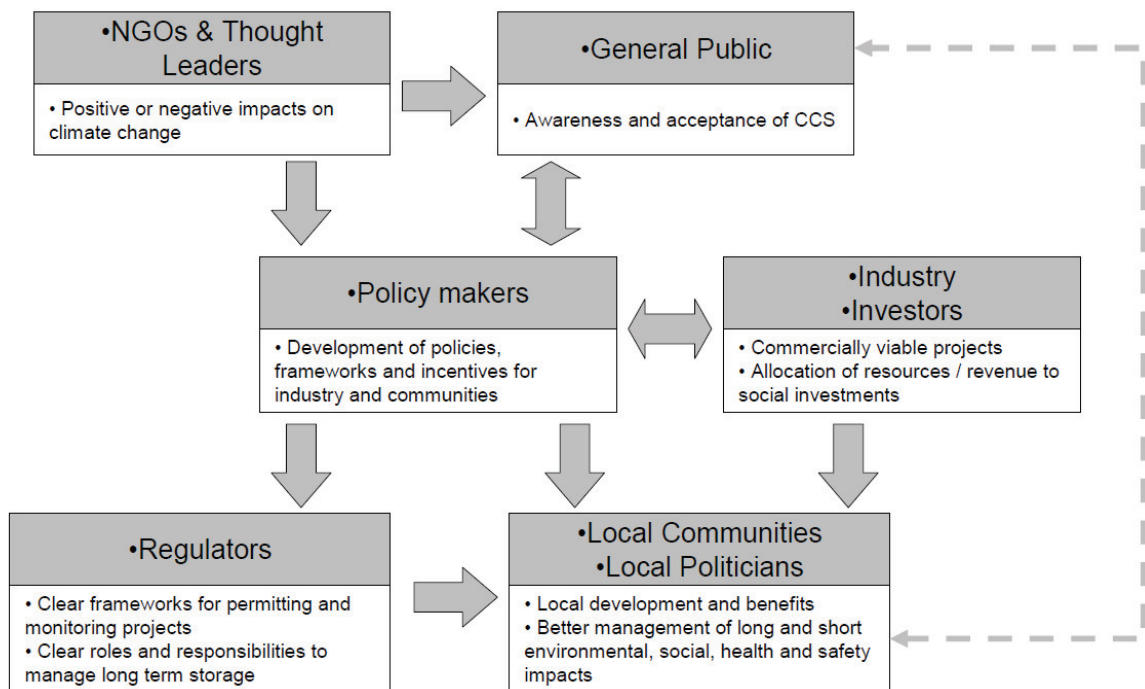 •NGOs & Thought
Leaders
• Positive or negative impacts on
climate change
•General Public
• Awareness and acceptance of CCS
•Policy makers
• Development of policies,
frameworks and incentives for
industry and communities
•Industry
•Investors
• Commercially viable projects
• Allocation of resources / revenue to
social investments
•Regulators
• Clear frameworks for permitting and
monitoring projects
• Clear roles and responsibilities to
manage long term storage
•Local Communities
•Local Politicians
• Local development and benefits
• Better management of long and short
environmental, social, health and safety
impacts